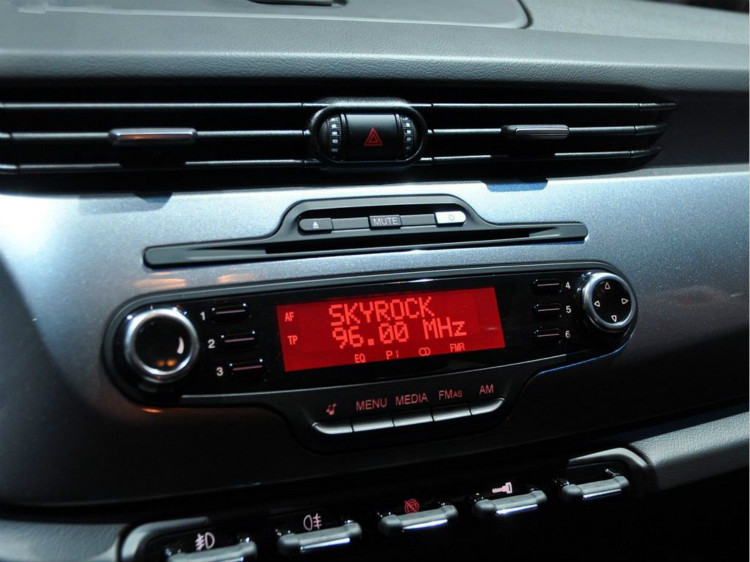 MUTE
1
2
3
AF
TP
SKYROCK
96.00 MHz
EQ Pi FMR
4
5
6
MENU MEDIA FMAS AM